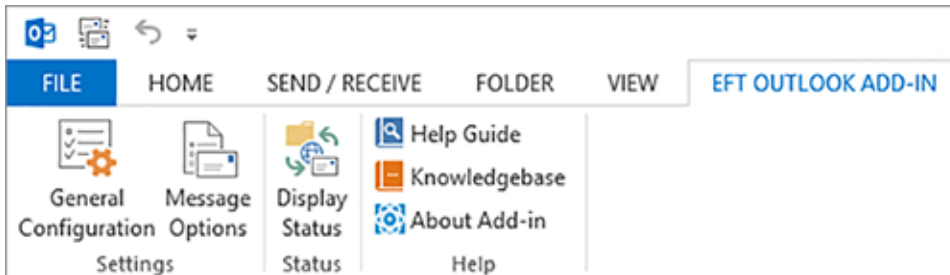 FILE HOME SEND / RECEIVE FOLDER VIEW EFT OUTLOOK ADD-IN
General Configuration
Message Options
Display Status
Help Guide
Knowledgebase
About Add-in
Settings Status Help